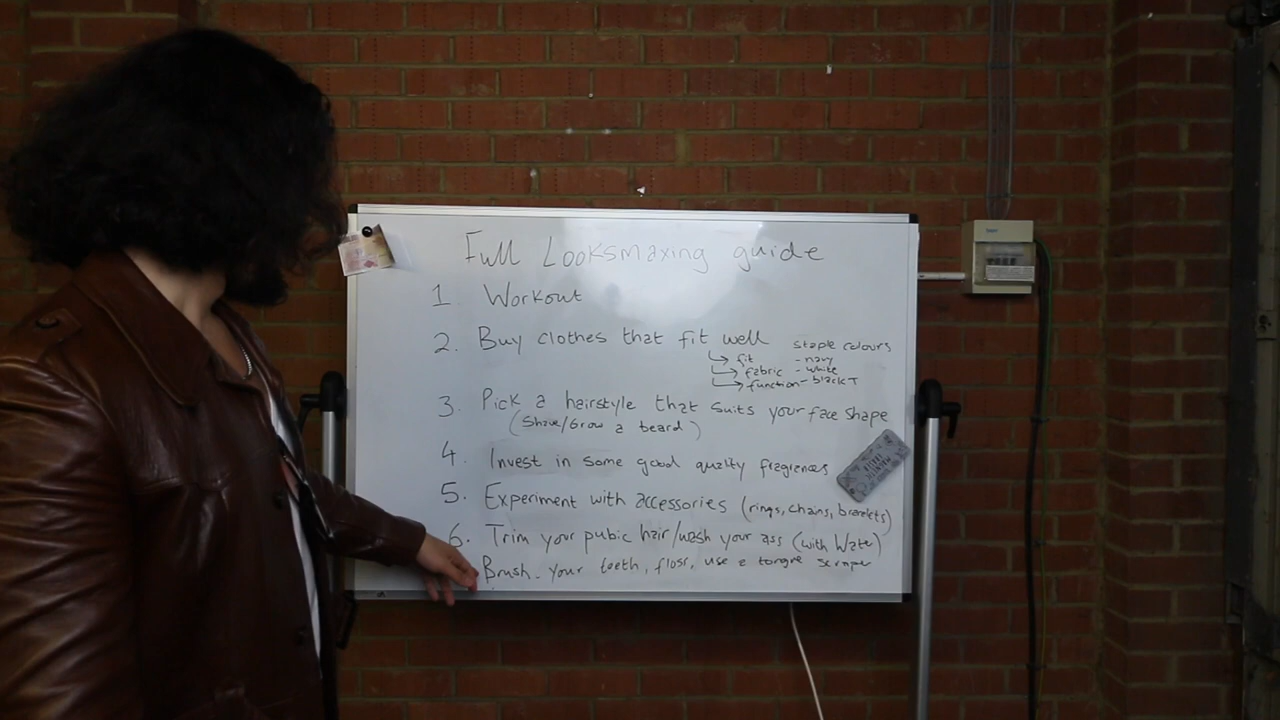 Full Looksmaxing guide
1. Workout
2. Buy clothes that fit well
staple colours
↳ fit - navy
↳ fabric - white
↳ function - black T
3. Pick a hairstyle that suits your face shape
(Shave/Grow a beard)
4. Invest in some good quality fragrances
5. Experiment with accessories (rings, chains, bracelets)
6. Trim your pubic hair/wash your ass (with Water)
Brush your teeth, floss, use a tongue scraper